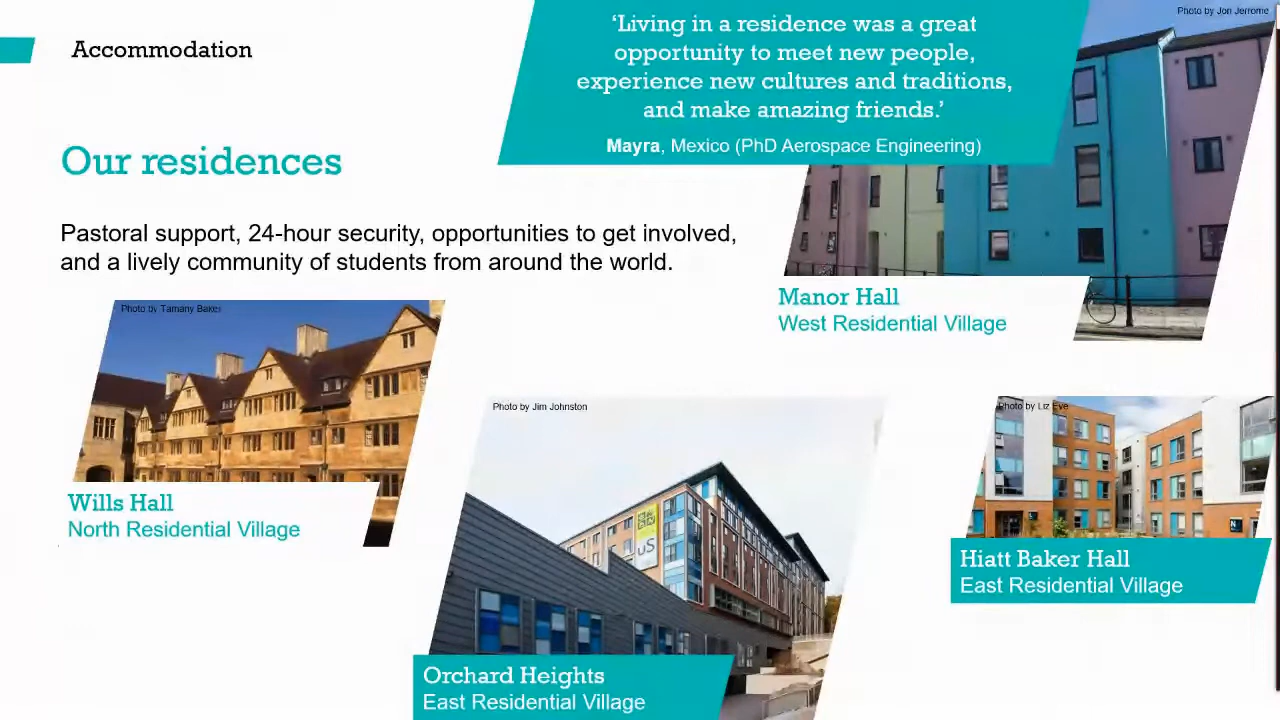 Accommodation
‘Living in a residence was a great
opportunity to meet new people,
experience new cultures and traditions,
and make amazing friends.’
Mayra, Mexico (PhD Aerospace Engineering)
Photo by Jon Jerrome
Our residences
Pastoral support, 24-hour security, opportunities to get involved,
and a lively community of students from around the world.
Manor Hall
West Residential Village
Photo by Tamany Baker
Wills Hall
North Residential Village
Photo by Jim Johnston
uS
Orchard Heights
East Residential Village
Photo by Liz Eve
Hiatt Baker Hall
East Residential Village